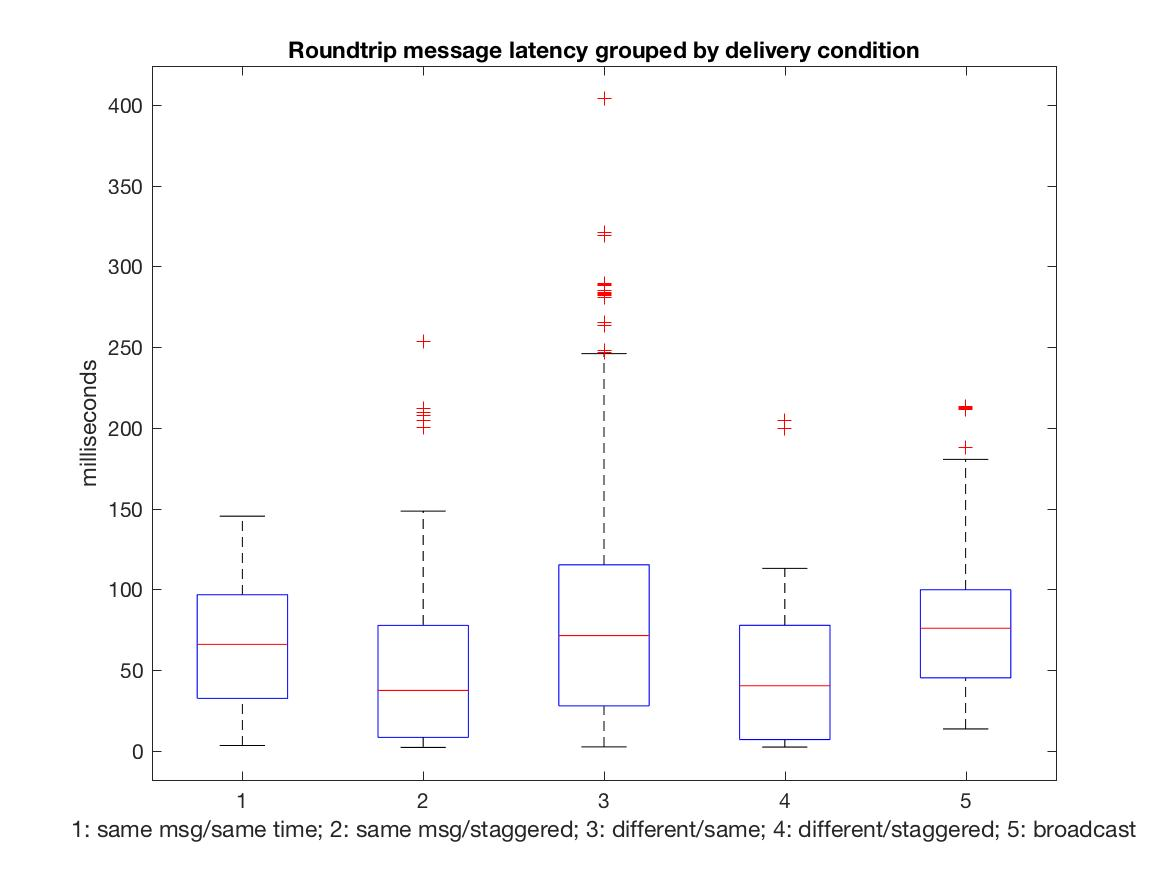 Roundtrip message latency grouped by delivery condition
400
350
300
250
200
150
100
50
0
milliseconds
1 2 3 4 5
1: same msg/same time; 2: same msg/staggered; 3: different/same; 4: different/staggered; 5: broadcast